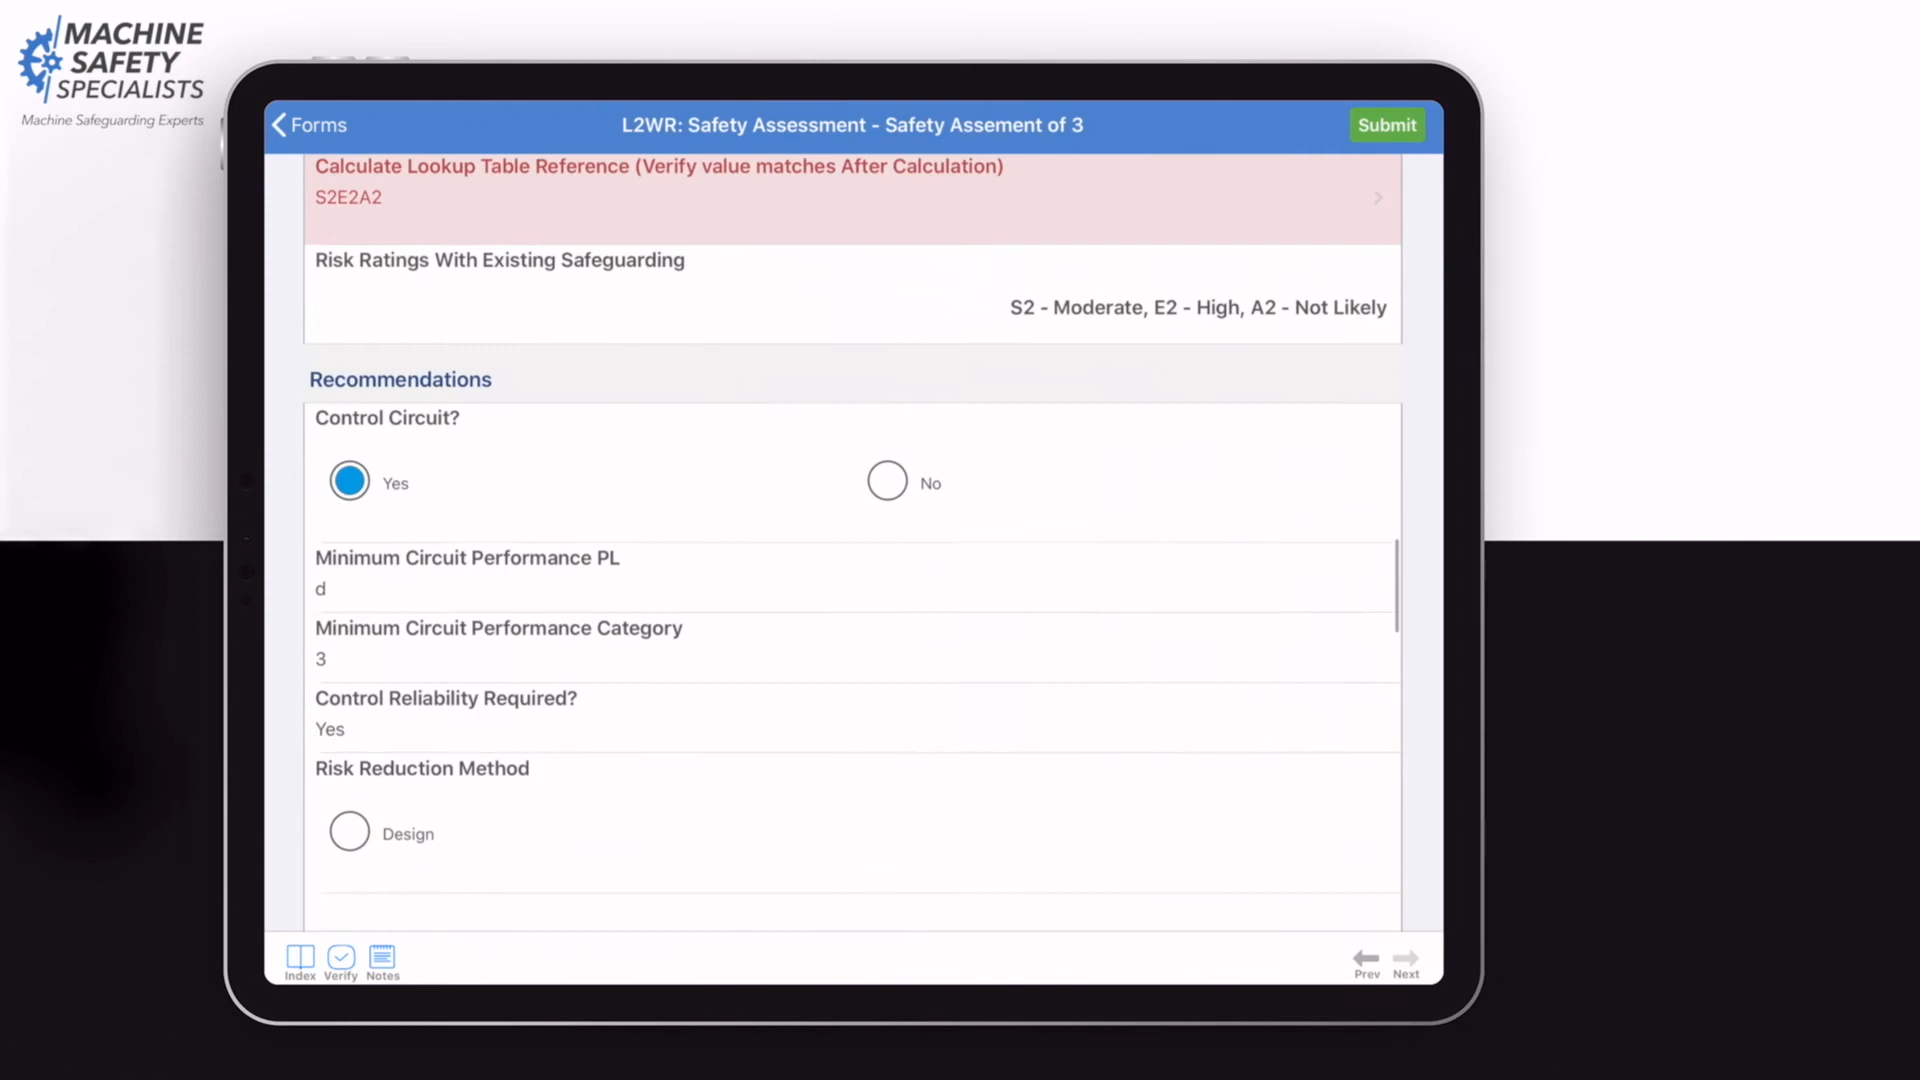 MACHINE
SAFETY
SPECIALISTS
Machine Safeguarding Experts
Forms
L2WR: Safety Assessment - Safety Assement of 3
Submit
Calculate Lookup Table Reference (Verify value matches After Calculation)
S2E2A2
Risk Ratings With Existing Safeguarding
S2 - Moderate, E2 - High, A2 - Not Likely
Recommendations
Control Circuit?
Yes
No
Minimum Circuit Performance PL
d
Minimum Circuit Performance Category
3
Control Reliability Required?
Yes
Risk Reduction Method
Design
Index
Verify
Notes
Prev
Next